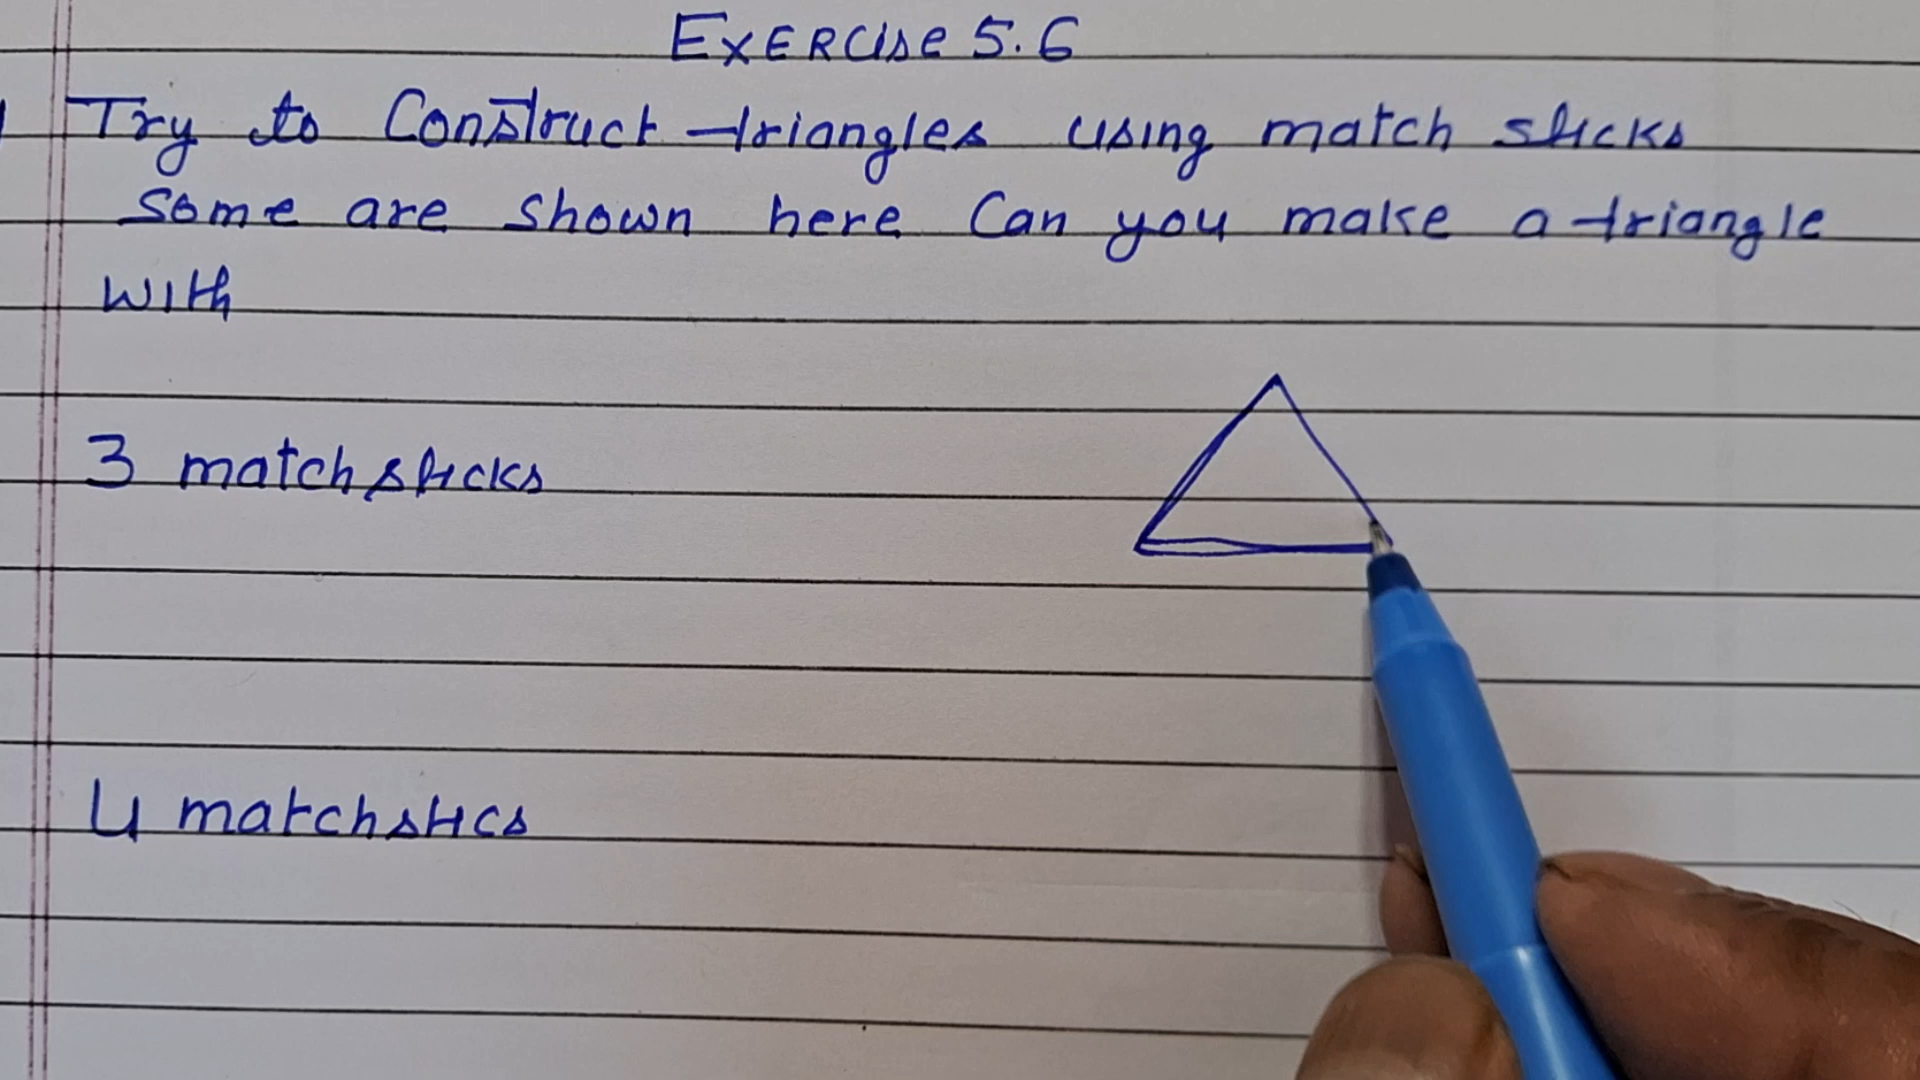 EXERCise 5.6
Try to Construct triangles using match sticks
Some are shown here Can you make a triangle
with
3 matchsticks
4 matchstics